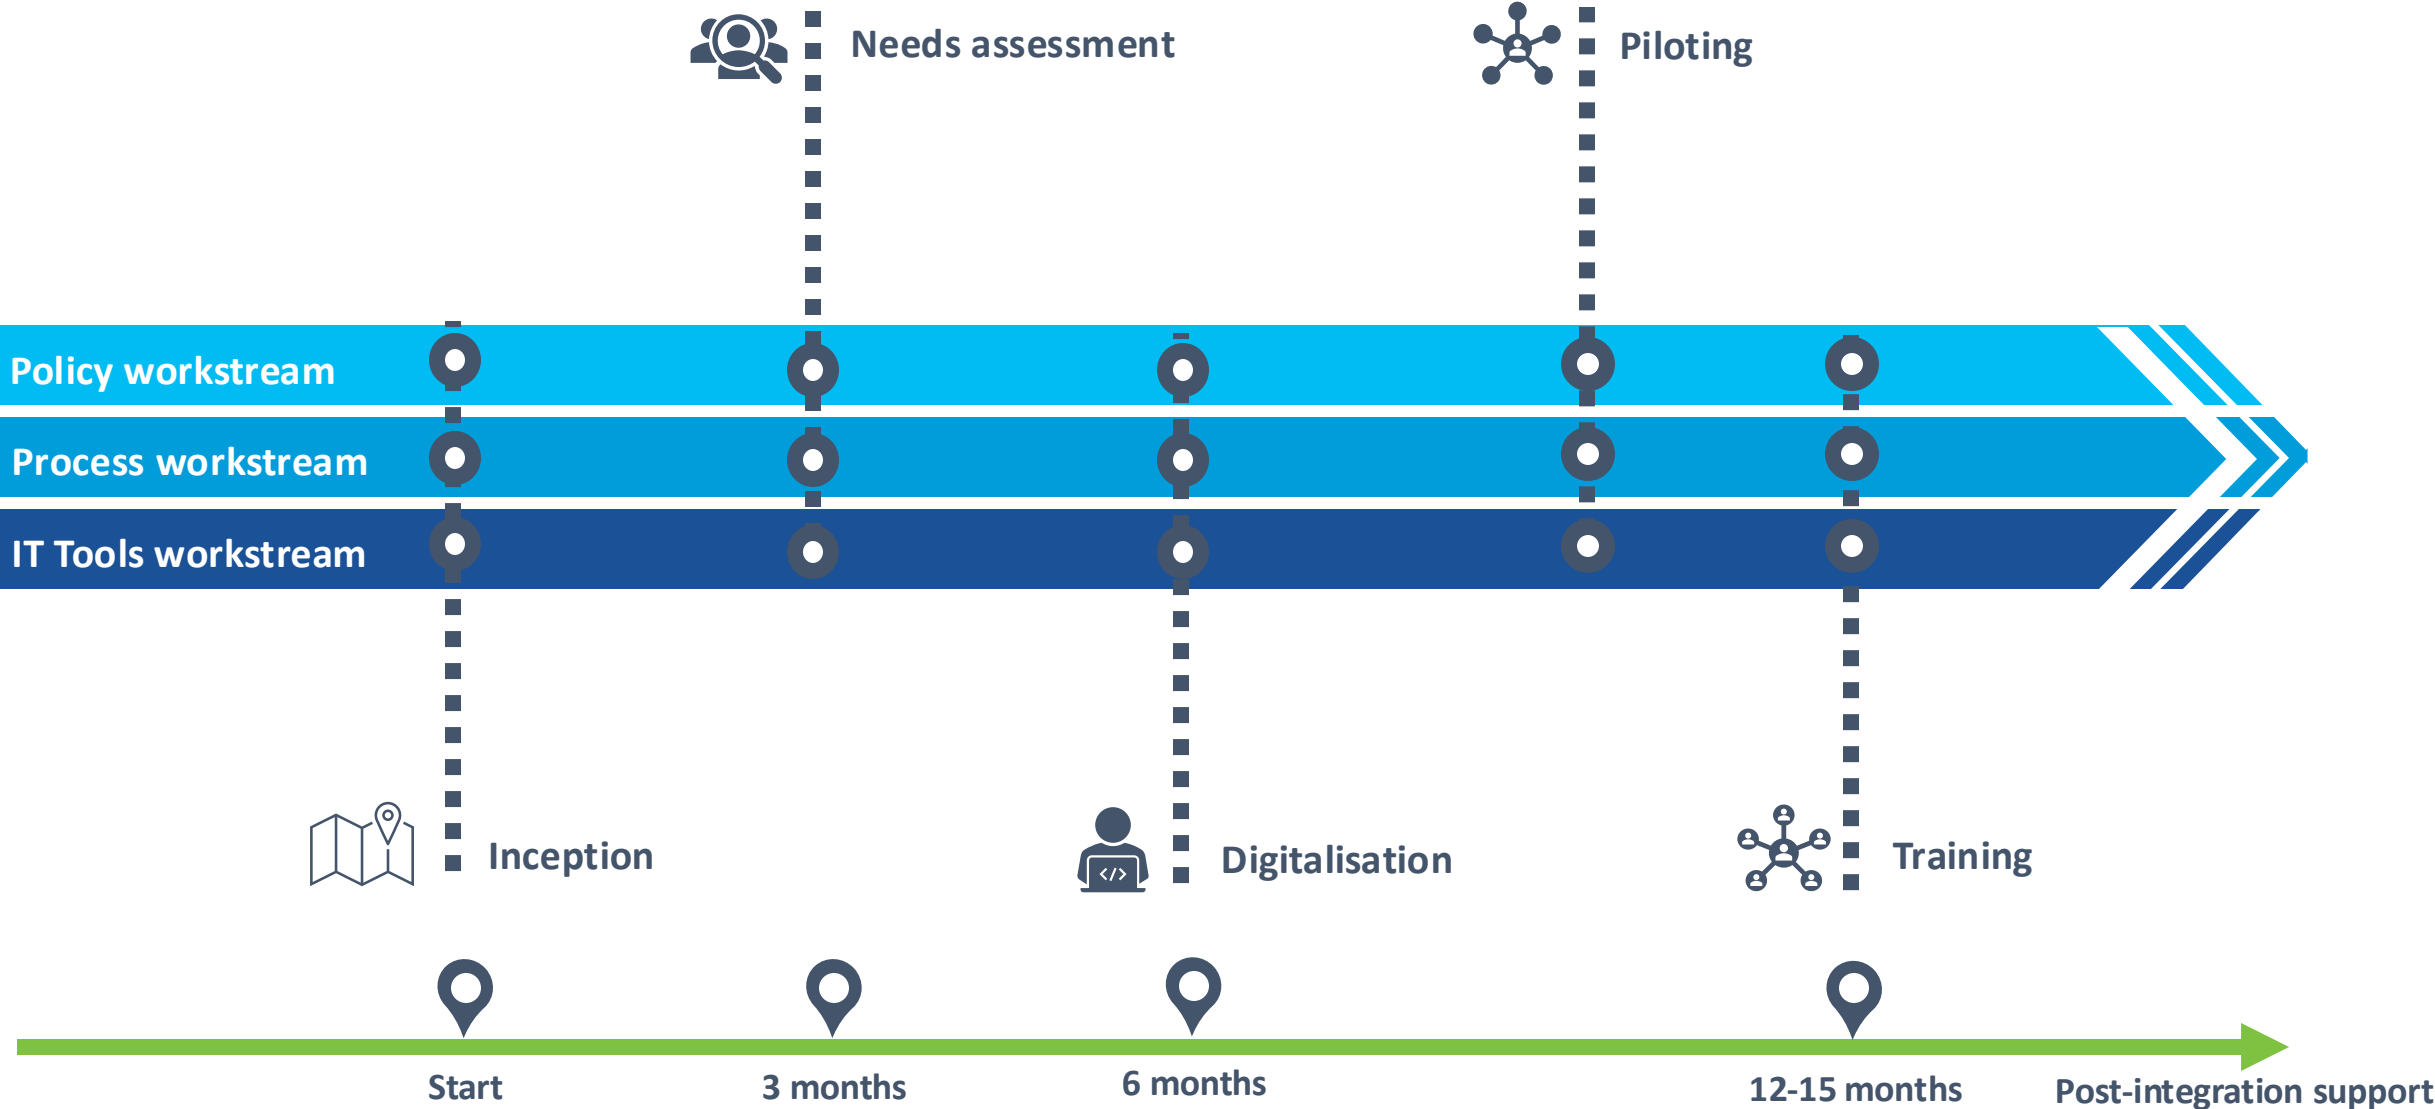 Needs assessment
Piloting
Policy workstream
Process workstream
IT Tools workstream
Inception
Digitalisation
</>
Training
Start
3 months
6 months
12-15 months
Post-integration support